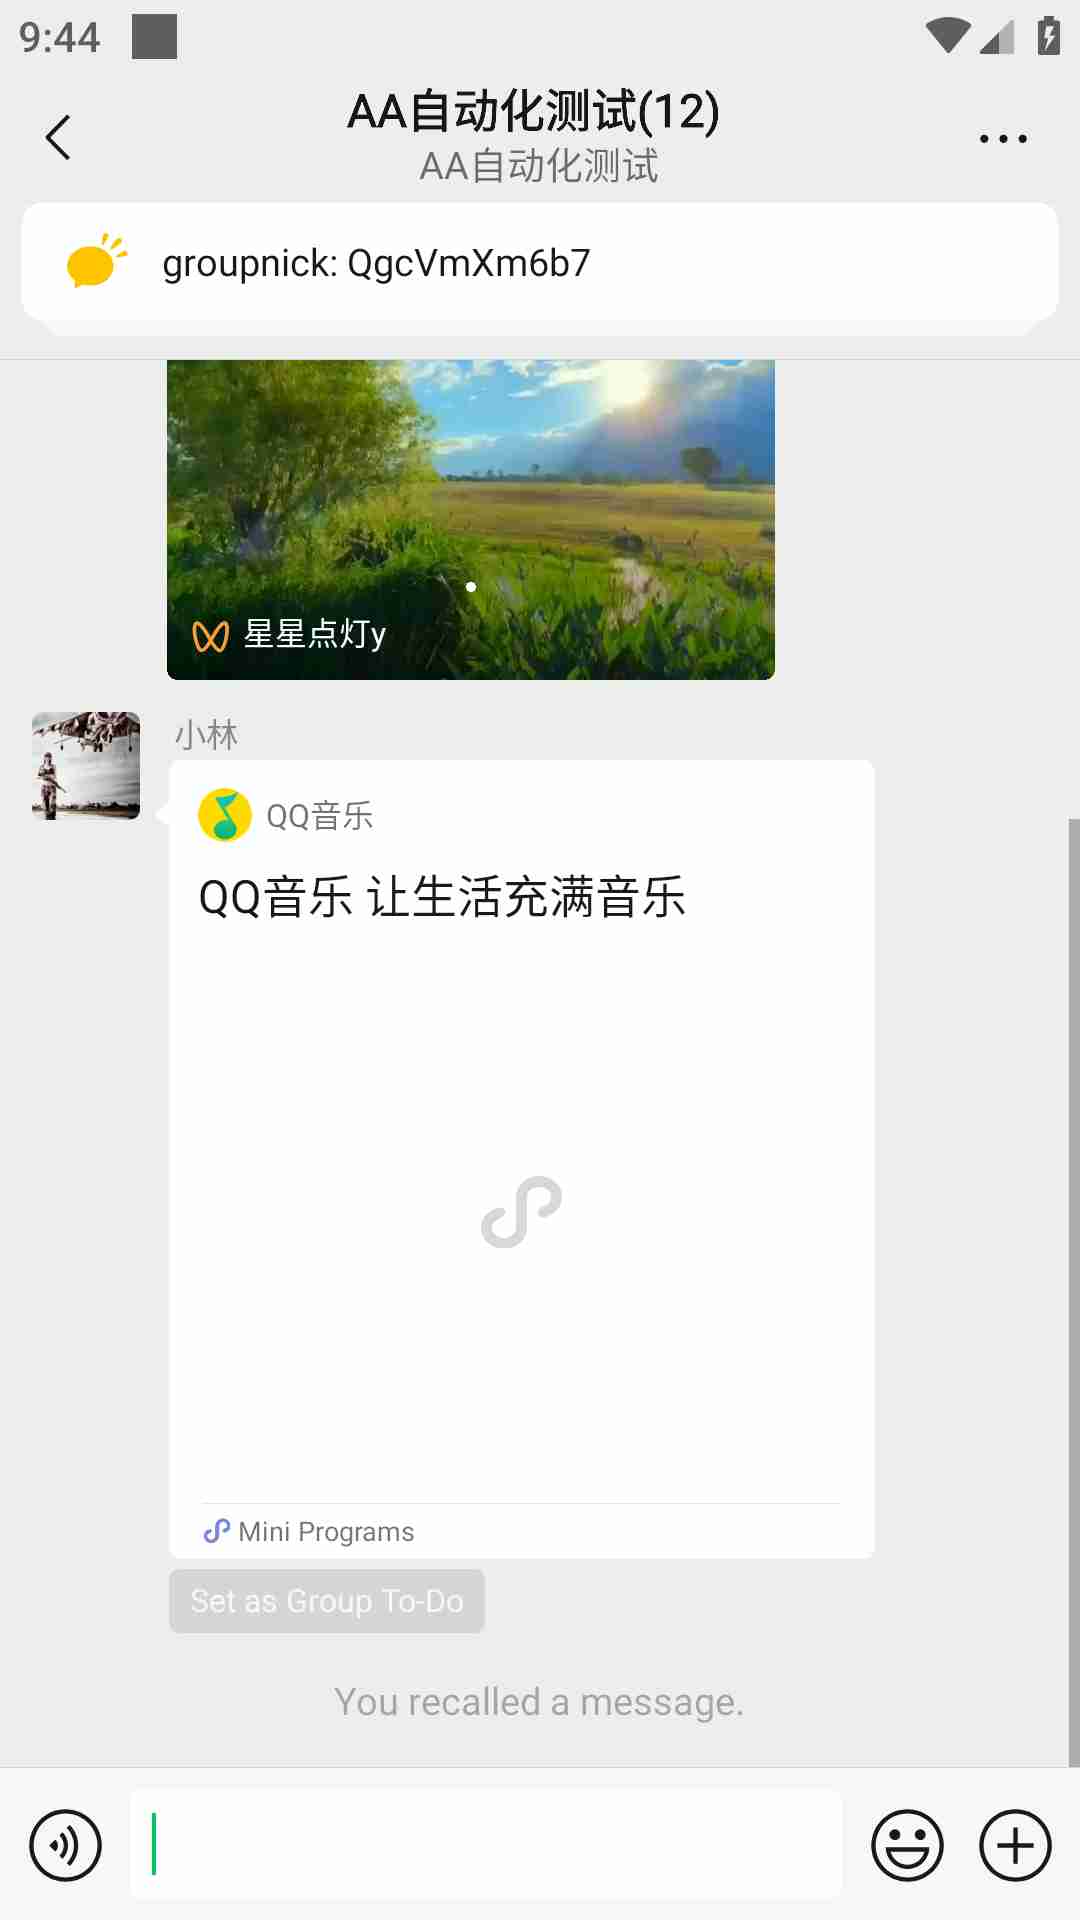 9:44
AA自动化测试(12)
AA自动化测试
groupnick: QgcVmXm6b7
星星点灯y
小林
QQ音乐
QQ音乐 让生活充满音乐
Mini Programs
Set as Group To-Do
You recalled a message.